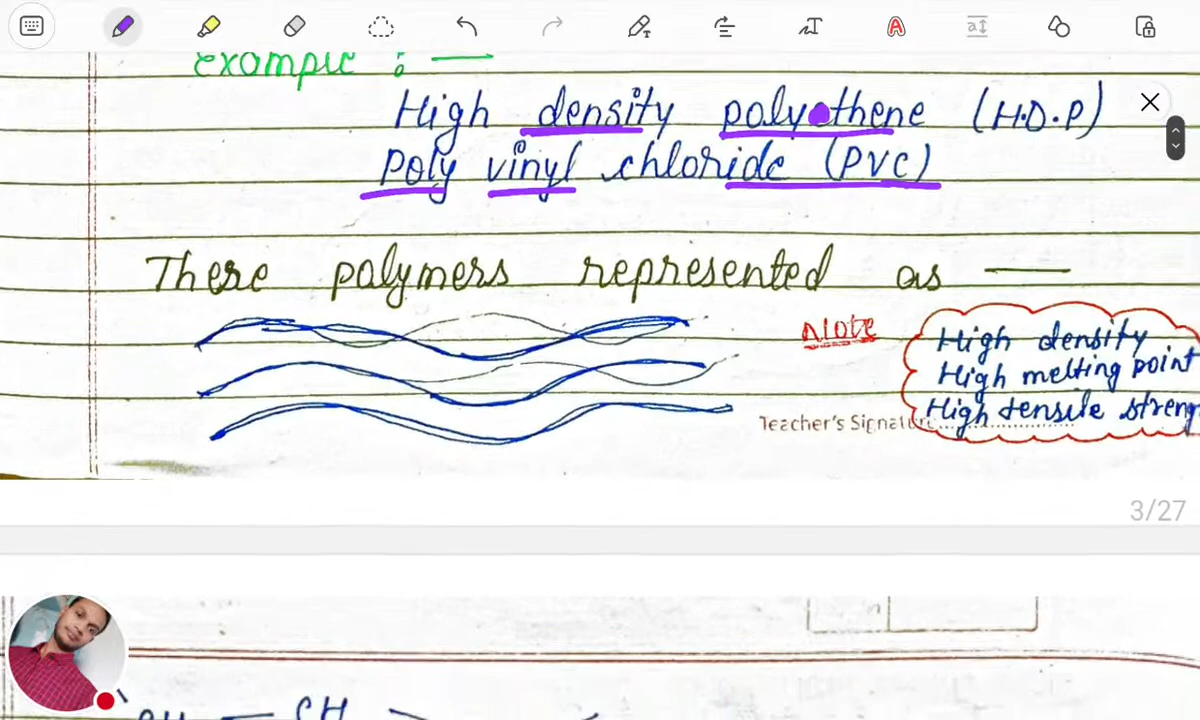 example : —
High density polyethene (H.D.P)
Poly vinyl chloride (PVC)
These polymers represented as —
Note
High density
High melting point
High tensile streng
Teacher's Signature
3/27
CH